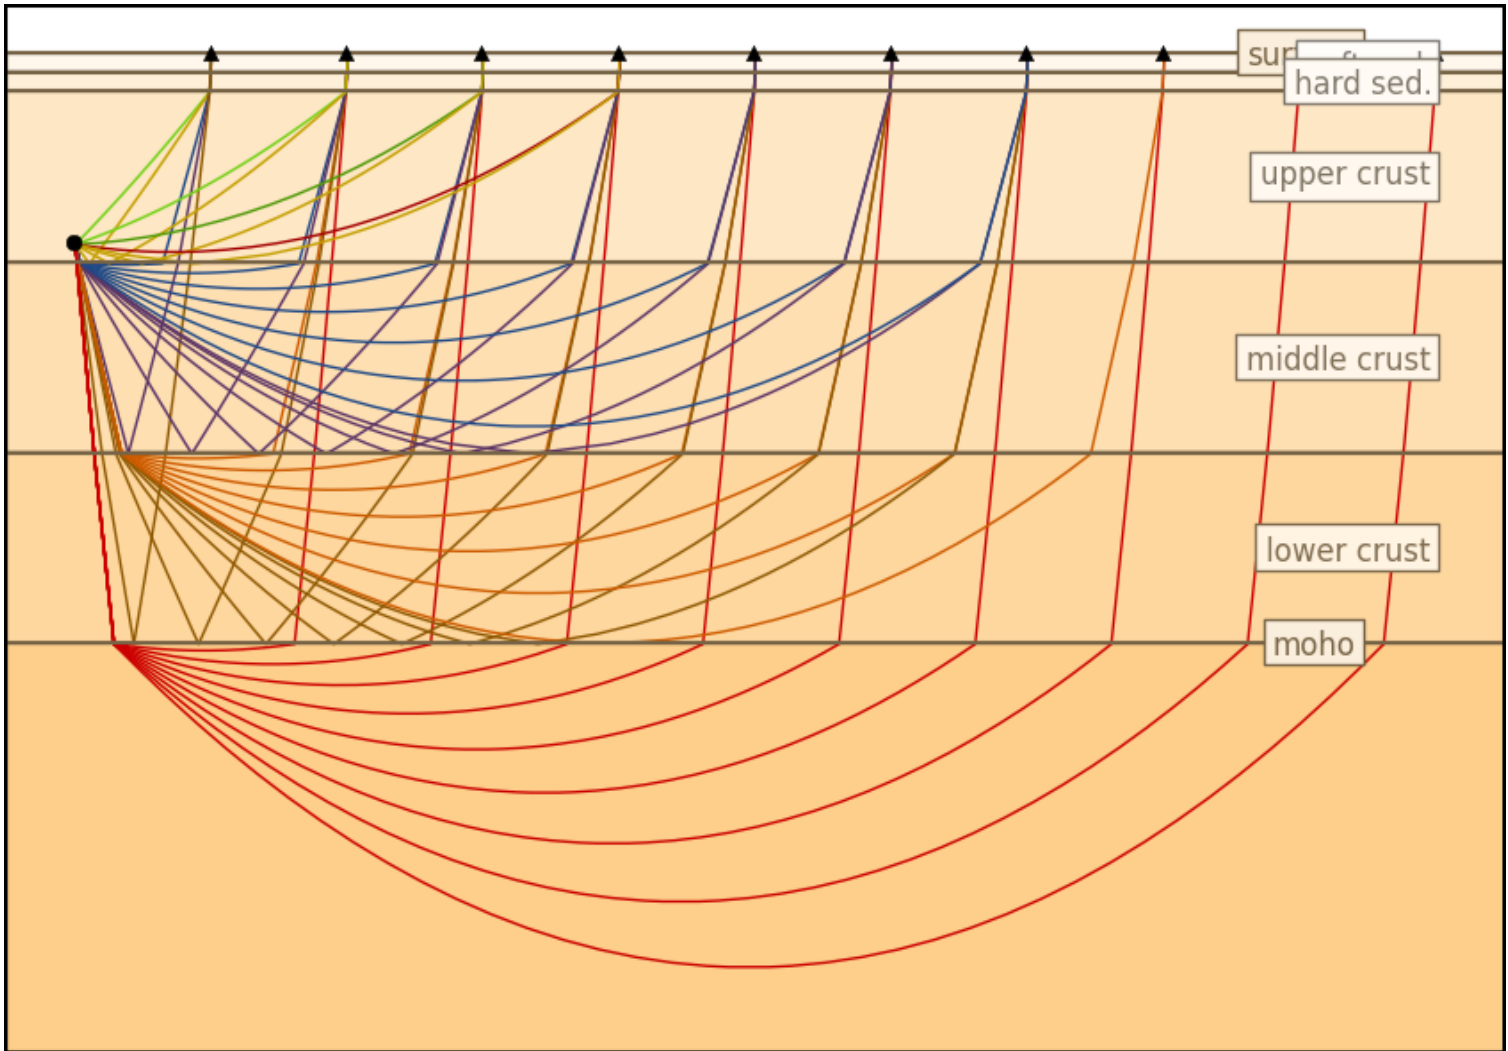 hard sed.
upper crust
middle crust
lower crust
moho